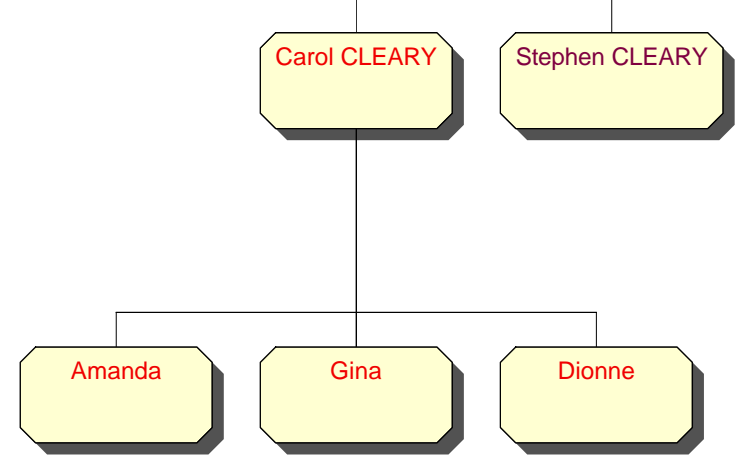 Carol CLEARY
Stephen CLEARY
Amanda
Gina
Dionne